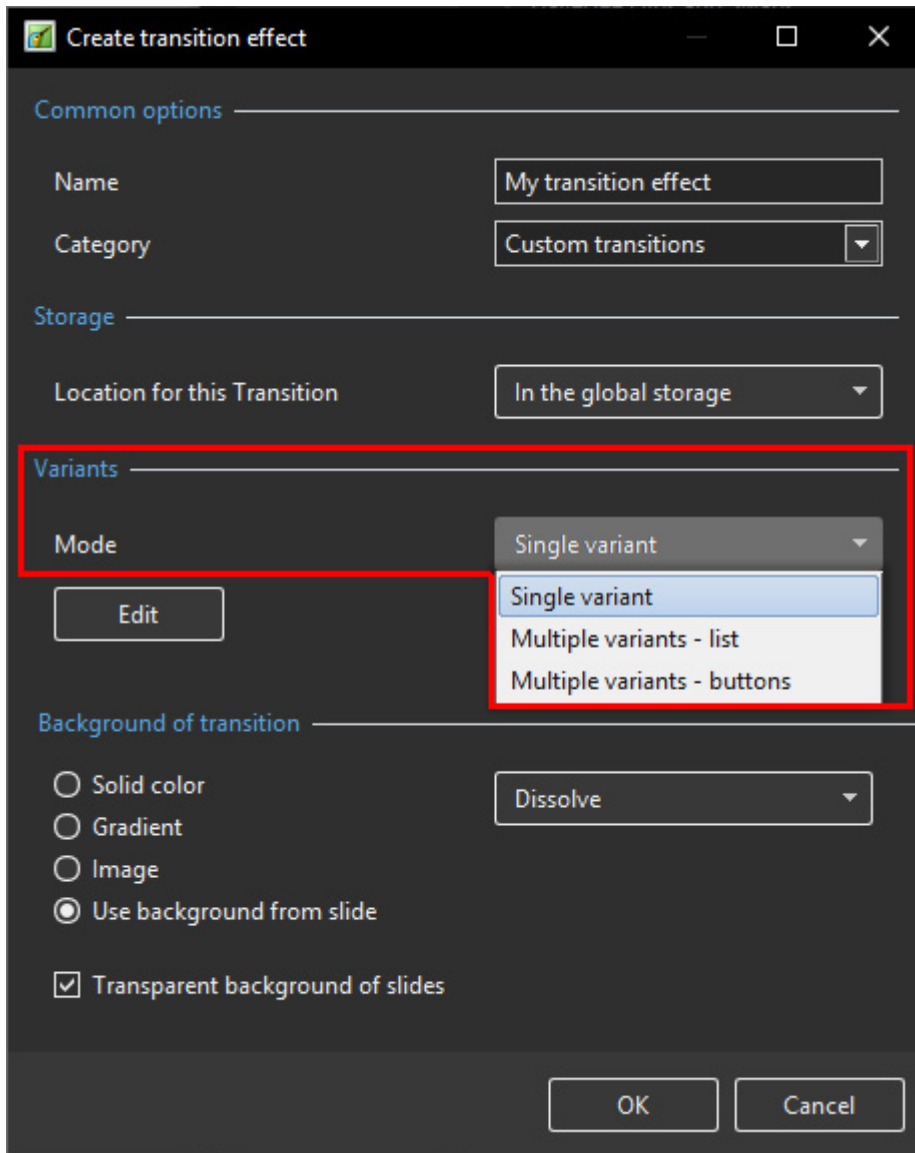 Create transition effect
Common options
Name
My transition effect
Category
Custom transitions
Storage
Location for this Transition
In the global storage
Variants
Mode
Single variant
Single variant
Edit
Multiple variants - list
Multiple variants - buttons
Background of transition
Solid color
Dissolve
Gradient
Image
Use background from slide
Transparent background of slides
OK
Cancel